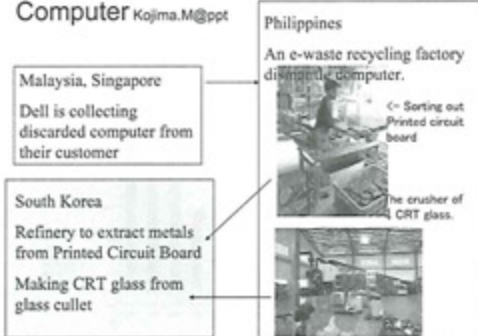 Computer Kojima.M@ppt
Malaysia, Singapore
Dell is collecting
discarded computer from
their customer
South Korea
Refinery to extract metals
from Printed Circuit Board
Making CRT glass from
glass cullet
Philippines
An e-waste recycling factory
dismantle computer.
<- Sorting out
Printed circuit
board
The crusher of
CRT glass.